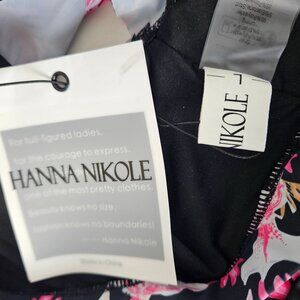 For full-figured ladies,
for the courage to express,
HANNA NIKOLE
one of the most pretty clothes.
Beauty knows no size,
fashion knows no boundaries!
— Hanna Nikole
Made in China
NIKOLE
L